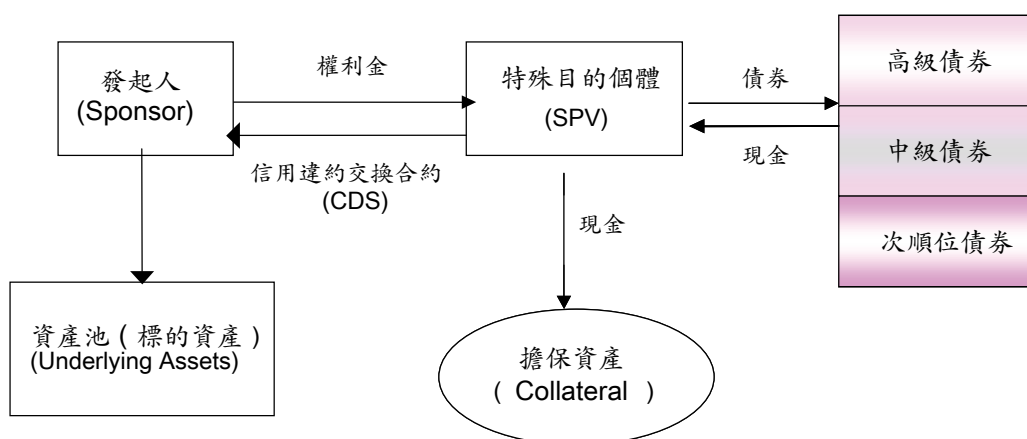 發起人
(Sponsor)
權利金
特殊目的個體
(SPV)
債券
現金
高級債券
中級債券
次順位債券
信用違約交換合約
(CDS)
現金
資產池（標的資產）
(Underlying Assets)
擔保資產
（ Collateral ）